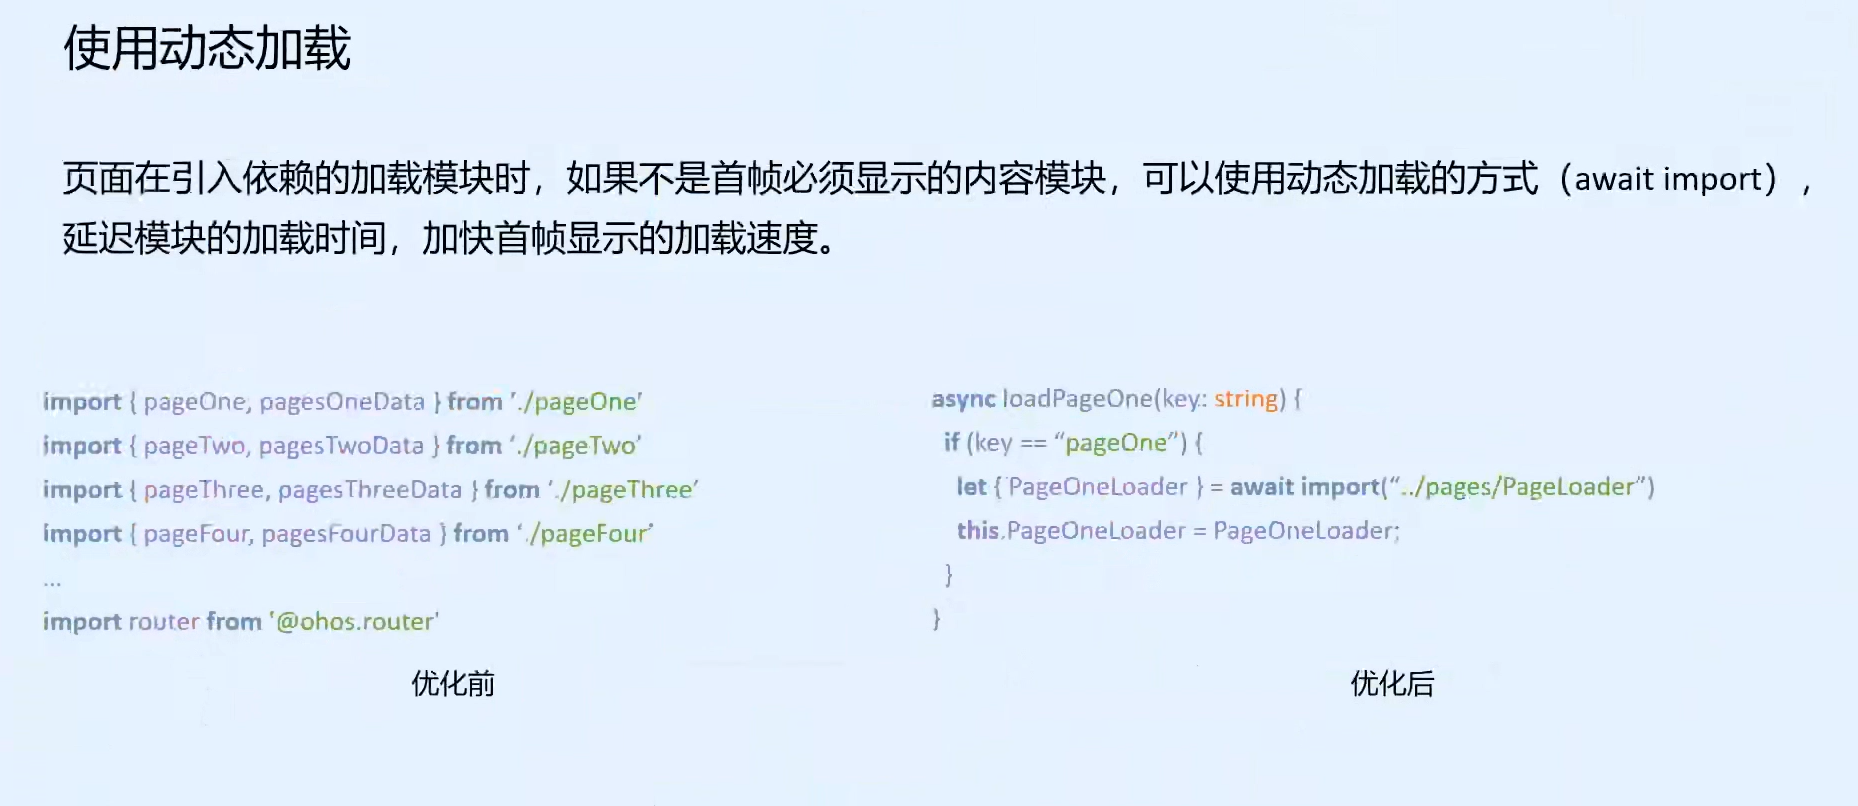 使用动态加载
页面在引入依赖的加载模块时，如果不是首帧必须显示的内容模块，可以使用动态加载的方式（await import），
延迟模块的加载时间，加快首帧显示的加载速度。
import { pageOne, pagesOneData } from './pageOne'
import { pageTwo, pagesTwoData } from './pageTwo'
import { pageThree, pagesThreeData } from './pageThree'
import { pageFour, pagesFourData } from './pageFour'
...
import router from '@ohos.router'
优化前
async loadPageOne(key: string) {
if (key == “pageOne”) {
let { PageOneLoader } = await import(“../pages/PageLoader”)
this.PageOneLoader = PageOneLoader;
}
}
优化后